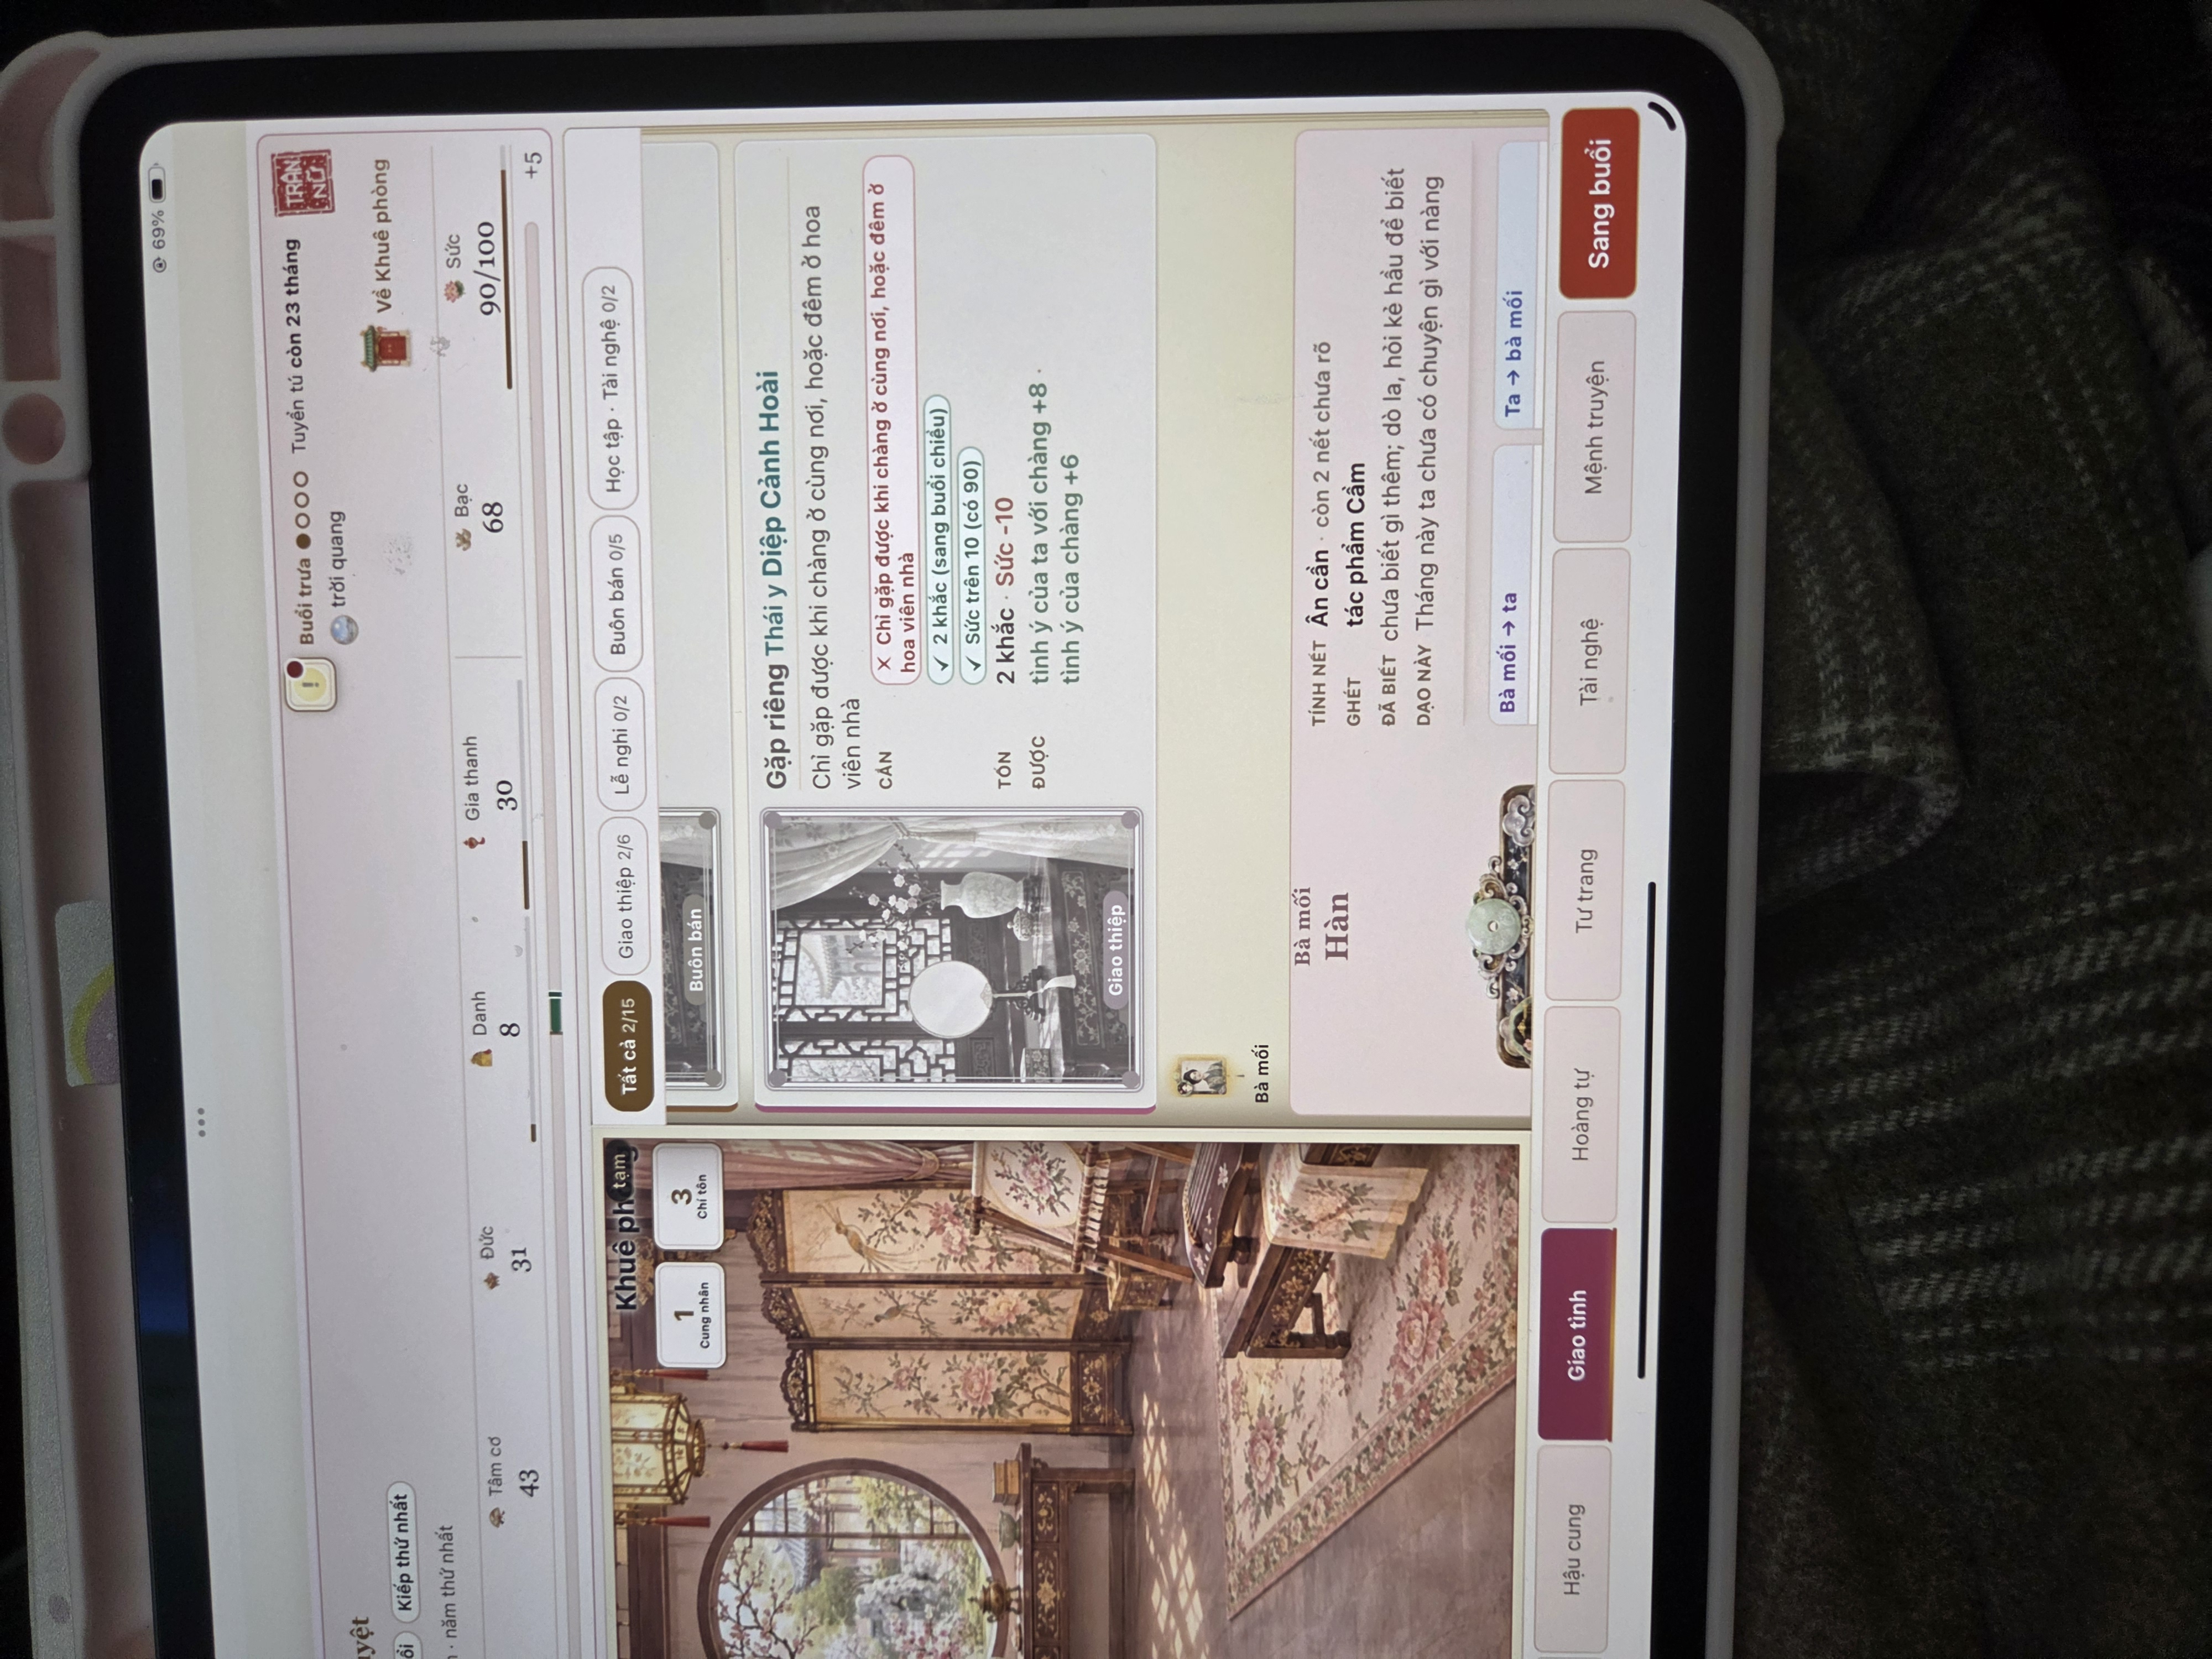 69%
Buổi trưa
Tuyển tú còn 23 tháng
TRÂN NỮ
trời quang
Về Khuê phòng
Kiếp thứ nhất
· năm thứ nhất
Tâm cơ
43
Đức
31
Danh
8
Gia thanh
30
Bạc
68
Sức
90/100
+5
tạm
1
Cung nhân
3
Chí tôn
Tất cả 2/15
Giao thiệp 2/6
Lễ nghi 0/2
Buôn bán 0/5
Học tập · Tài nghệ 0/2
Buôn bán
Gặp riêng Thái y Diệp Cảnh Hoài
Chỉ gặp được khi chàng ở cùng nơi, hoặc đêm ở hoa
viên nhà
CẦN
✕ Chỉ gặp được khi chàng ở cùng nơi, hoặc đêm ở
hoa viên nhà
✓ 2 khắc (sang buổi chiều)
✓ Sức trên 10 (có 90)
TỐN
2 khắc · Sức -10
ĐƯỢC
tình ý của ta với chàng +8 ·
tình ý của chàng +6
Giao thiệp
Bà mối
Bà mối
Hàn
TÍNH NẾT Ân cần · còn 2 nết chưa rõ
GHÉT tác phẩm Cầm
ĐÃ BIẾT chưa biết gì thêm; dò la, hỏi kẻ hầu để biết
DẠO NÀY Tháng này ta chưa có chuyện gì với nàng
Bà mối → ta
Ta → bà mối
Hậu cung
Giao tình
Hoàng tự
Tư trang
Tài nghệ
Mệnh truyện
Sang buổi